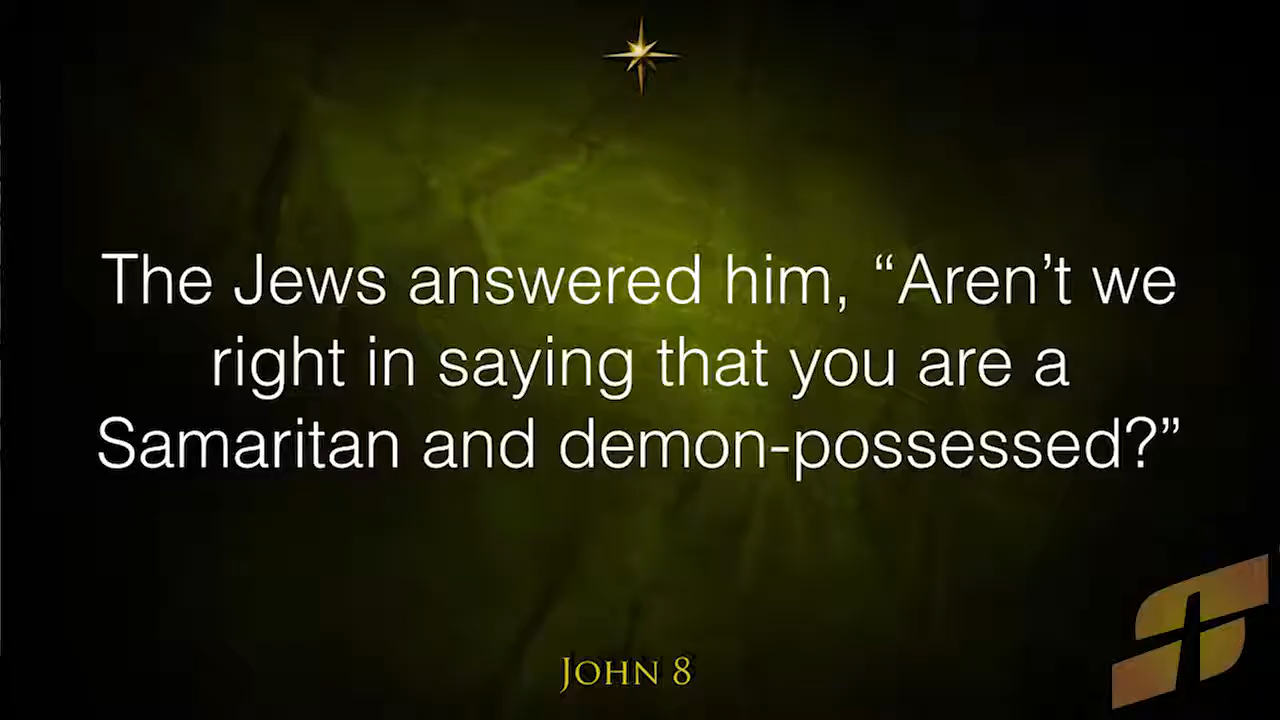 The Jews answered him, “Aren’t we
right in saying that you are a
Samaritan and demon-possessed?”
John 8